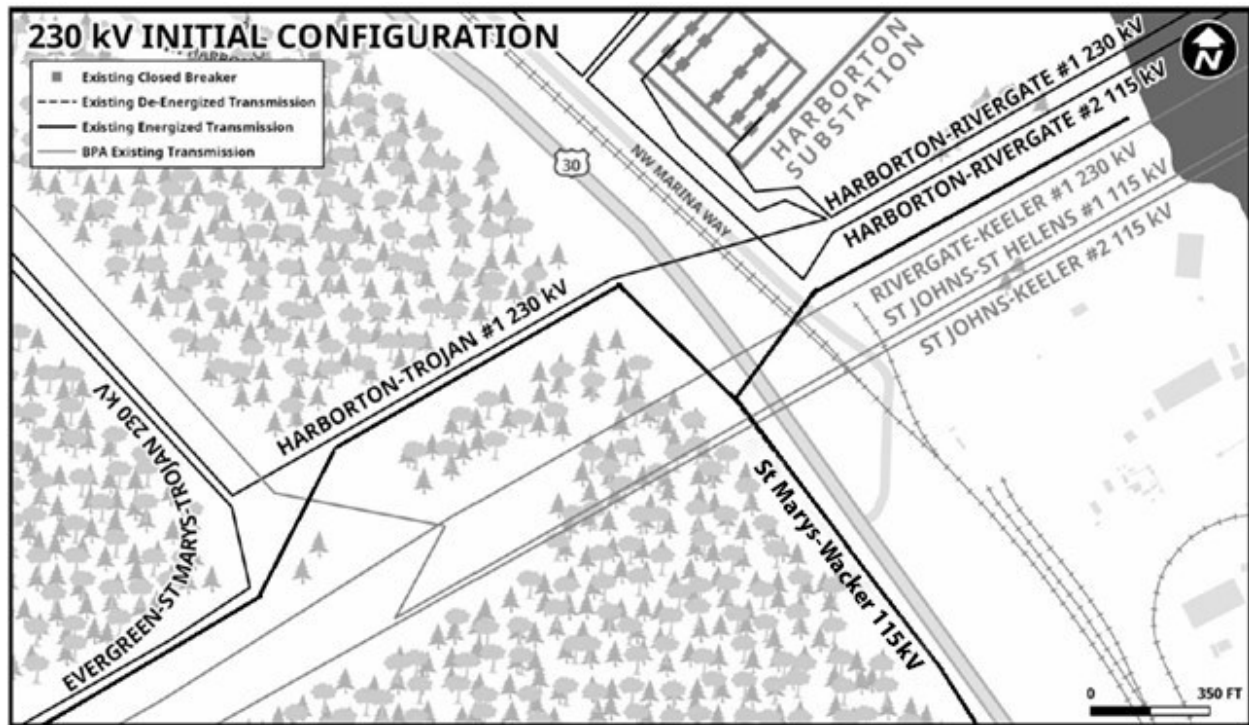 230 kV INITIAL CONFIGURATION
N
Existing Closed Breaker
Existing De-Energized Transmission
Existing Energized Transmission
BPA Existing Transmission
HARBORTON
SUBSTATION
HARBORTON-RIVERGATE #1 230 kV
HARBORTON-RIVERGATE #2 115 kV
30
NW MARINA WAY
RIVERGATE-KEELER #1 230 kV
ST JOHNS-ST HELENS #1 115 kV
ST JOHNS-KEELER #2 115 kV
HARBORTON-TROJAN #1 230 kV
EVERGREEN-ST MARYS-TROJAN 230 kV
St Marys-Wacker 115kV
0 350 FT